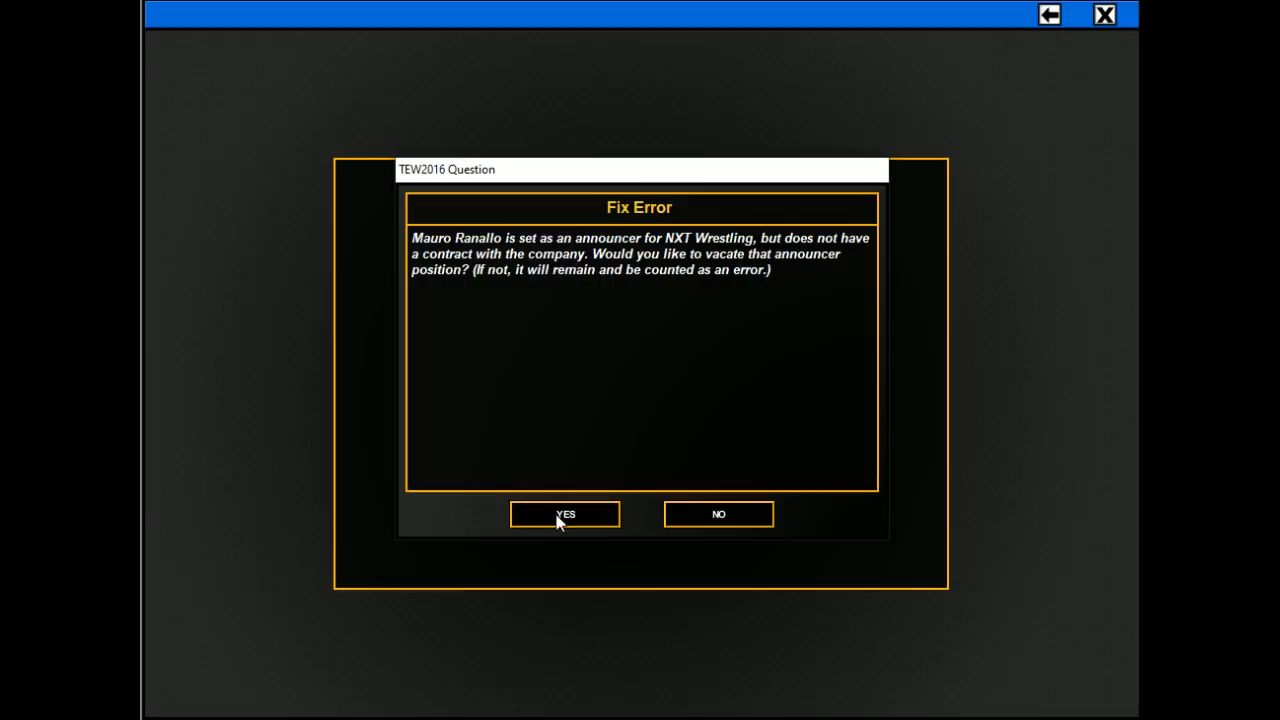 TEW2016 Question
Fix Error
Mauro Ranallo is set as an announcer for NXT Wrestling, but does not have
a contract with the company. Would you like to vacate that announcer
position? (If not, it will remain and be counted as an error.)
YES
NO